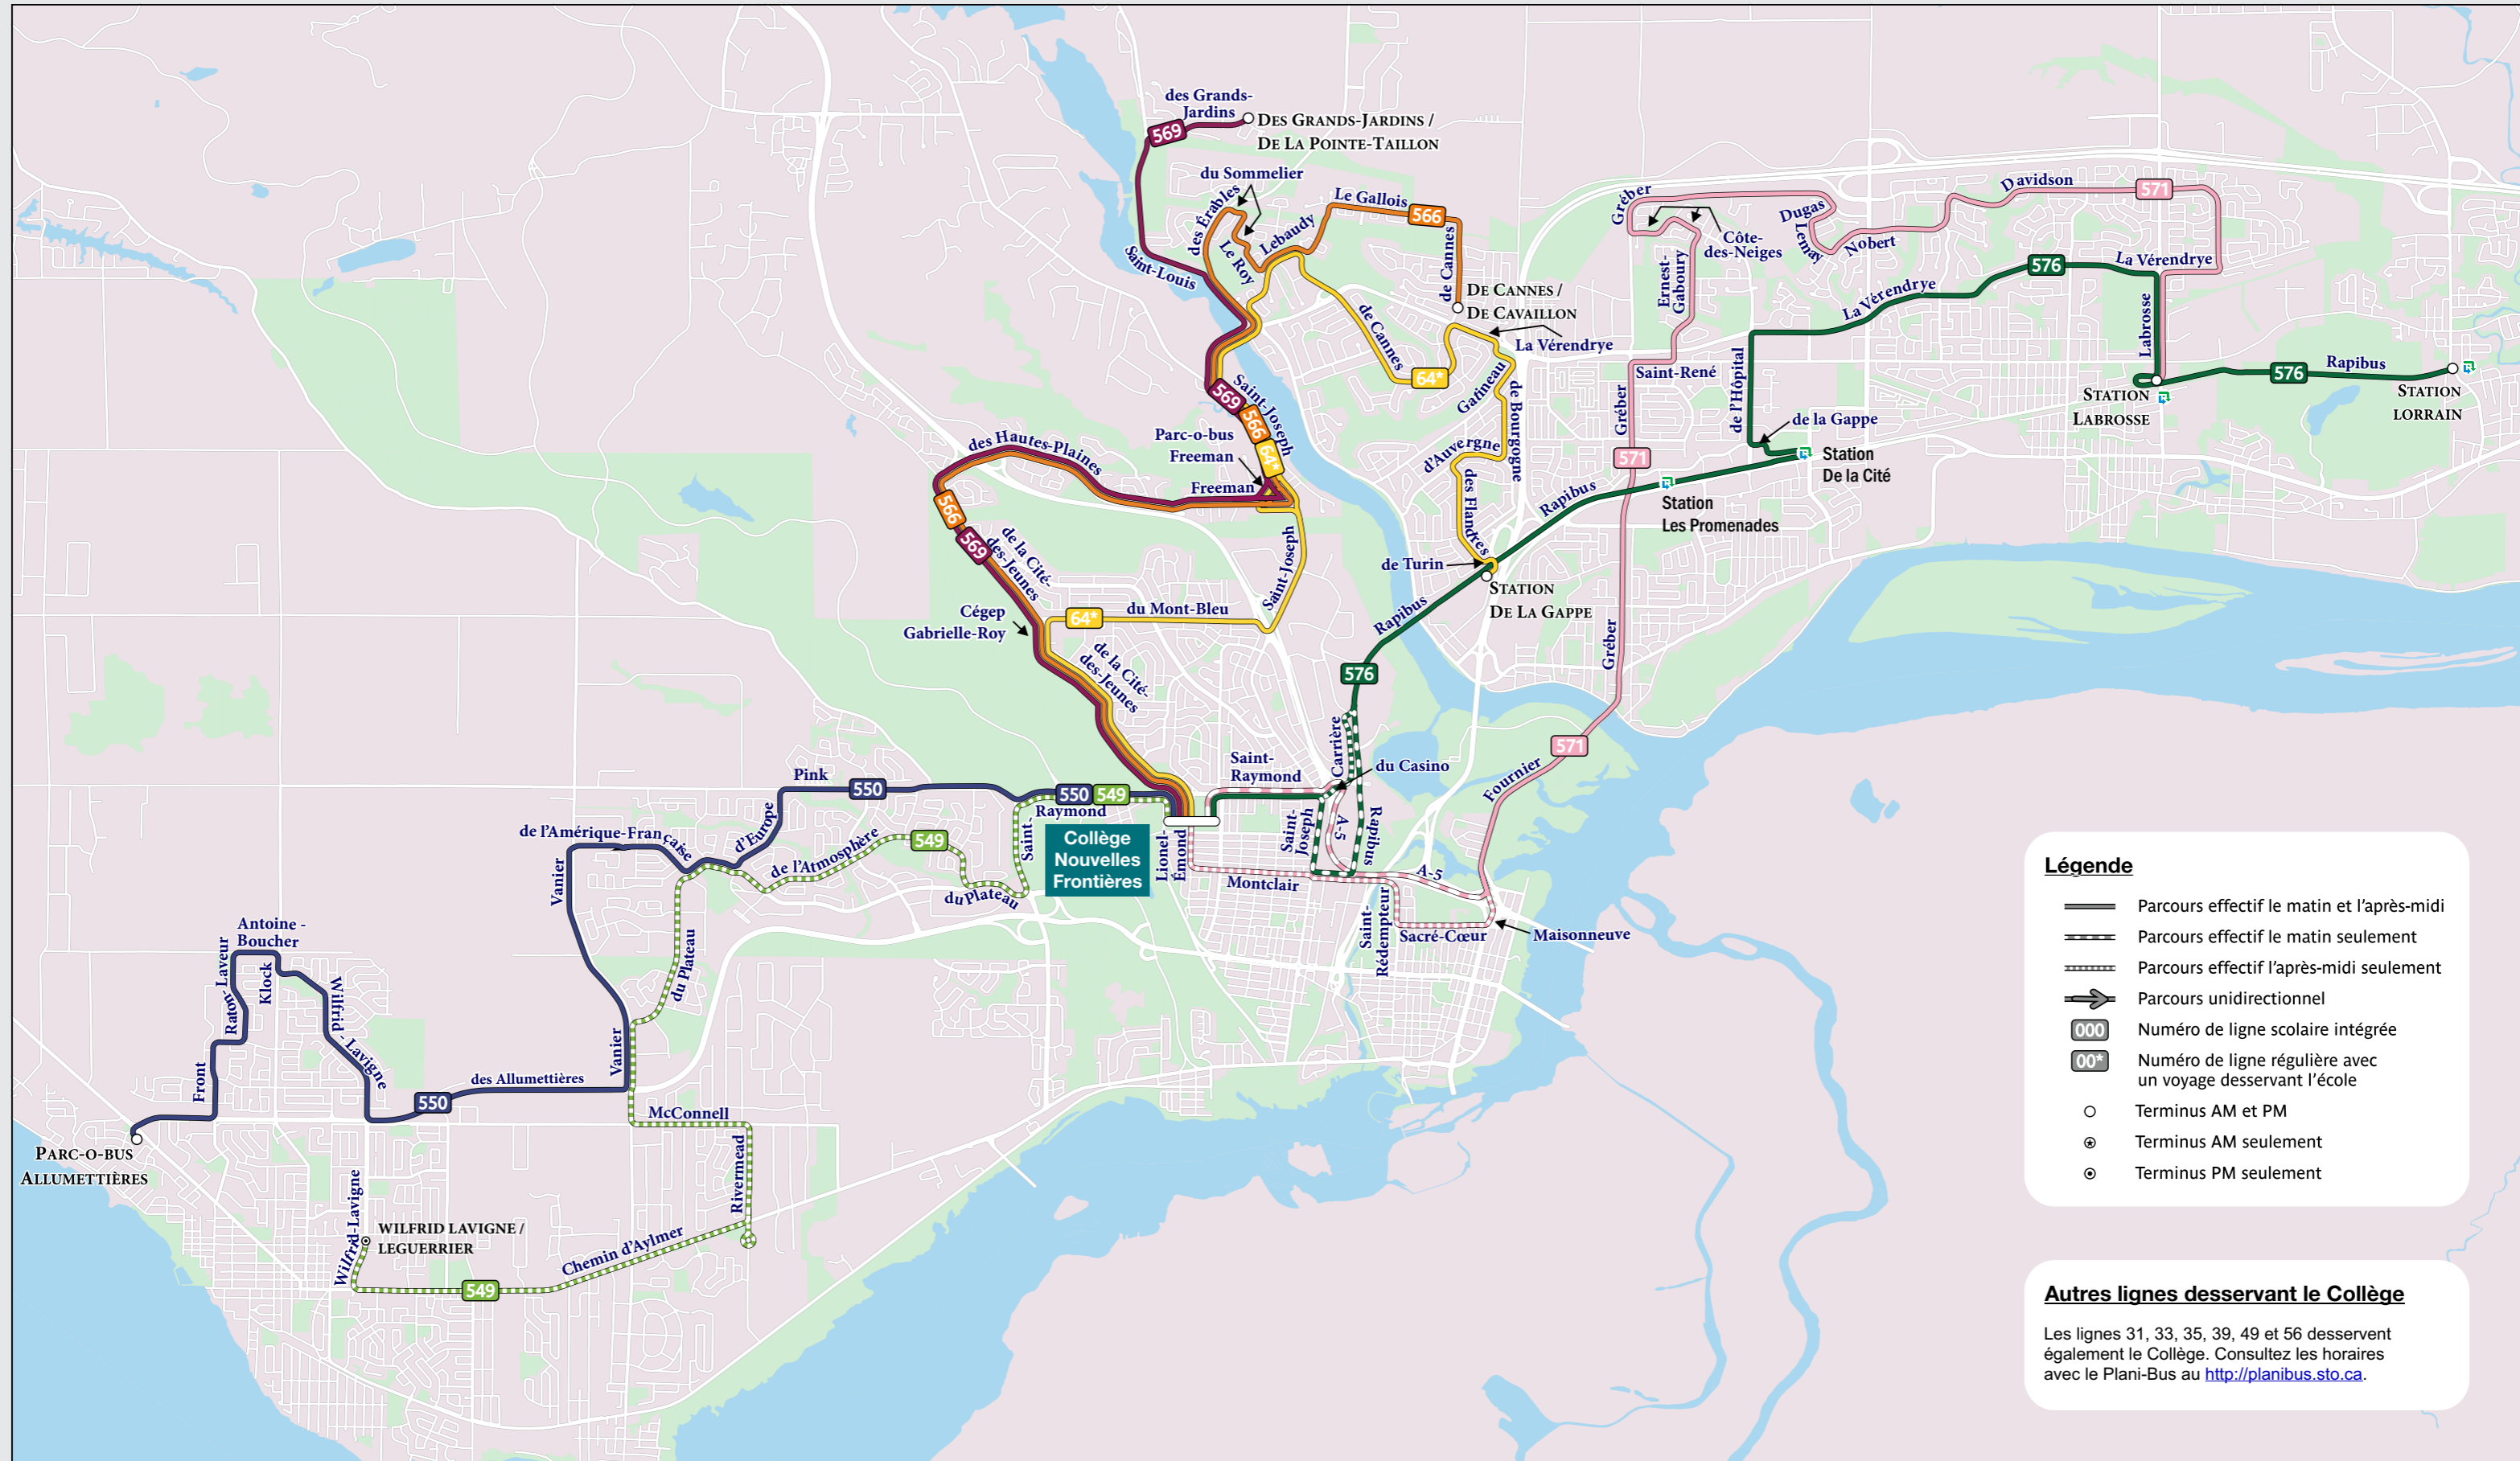 des Grands-
Jardins
569
DES GRANDS-JARDINS /
DE LA POINTE-TAILLON
du Sommelier
des Érables
Le Roy
Lebaudy
Le Gallois
566
de Cannes
DE CANNES /
DE CAVAILLON
Saint-Louis
de Cannes
64*
La Vérendrye
Gatineau
de Bourgogne
d'Auvergne
des Flandres
de Turin
STATION
DE LA GAPPE
Gréber
Côte-
des-Neiges
Ernest-
Gaboury
Dugas
Lemay
Nobert
Davidson
571
La Vérendrye
576
La Vérendrye
Labrosse
Saint-René
de l'Hôpital
Gréber
de la Gappe
571
Station
De la Cité
Rapibus
Station
Les Promenades
STATION
LABROSSE
576
Rapibus
STATION
LORRAIN
569
566
64*
Saint-Joseph
Parc-o-bus
Freeman
Freeman
des Hautes-Plaines
566
569
de la Cité-
des-Jeunes
Saint-Joseph
Cégep
Gabrielle-Roy
64*
du Mont-Bleu
de la Cité-
des-Jeunes
Rapibus
576
Gréber
571
Fournier
Carrière
du Casino
Saint-
Raymond
Saint-
Joseph
A-5
Rapibus
Pink
550
550
549
Saint-
Raymond
de l'Amérique-Française
d'Europe
de l'Atmosphère
549
du Plateau
Collège
Nouvelles
Frontières
Lionel-
Émond
Montclair
A-5
Saint-
Rédempteur
Sacré-Cœur
Maisonneuve
Vanier
Antoine -
Boucher
Raton-Laveur
Klock
Wilfrid - Lavigne
du Plateau
Vanier
Front
550
des Allumettières
McConnell
Rivermead
PARC-O-BUS
ALLUMETTIÈRES
Wilfrid-Lavigne
WILFRID LAVIGNE /
LEGUERRIER
Chemin d'Aylmer
549
Légende
Parcours effectif le matin et l'après-midi
Parcours effectif le matin seulement
Parcours effectif l'après-midi seulement
Parcours unidirectionnel
000 Numéro de ligne scolaire intégrée
00* Numéro de ligne régulière avec
un voyage desservant l'école
Terminus AM et PM
Terminus AM seulement
Terminus PM seulement
Autres lignes desservant le Collège
Les lignes 31, 33, 35, 39, 49 et 56 desservent
également le Collège. Consultez les horaires
avec le Plani-Bus au http://planibus.sto.ca.